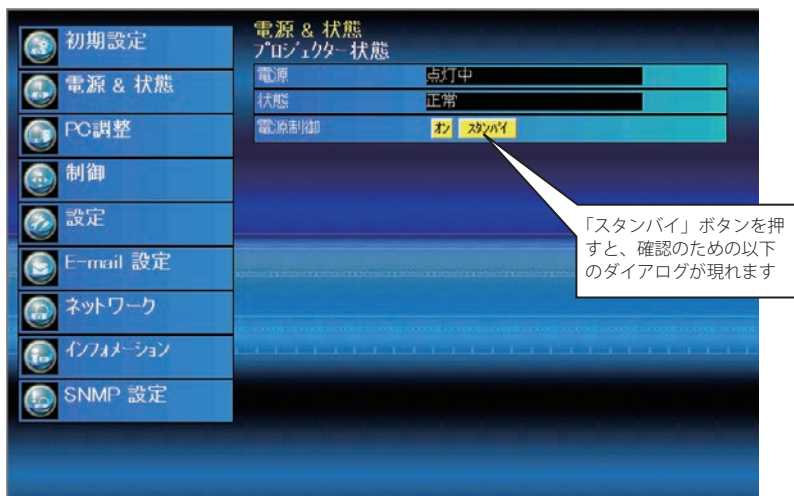 初期設定
電源 & 状態
PC調整
制御
設定
E-mail 設定
ネットワーク
インフォメーション
SNMP 設定
電源 & 状態
プロジェクター 状態
電源 点灯中
状態 正常
電源制御 オン スタンバイ
「スタンバイ」ボタンを押
すと、確認のための以下
のダイアログが現れます